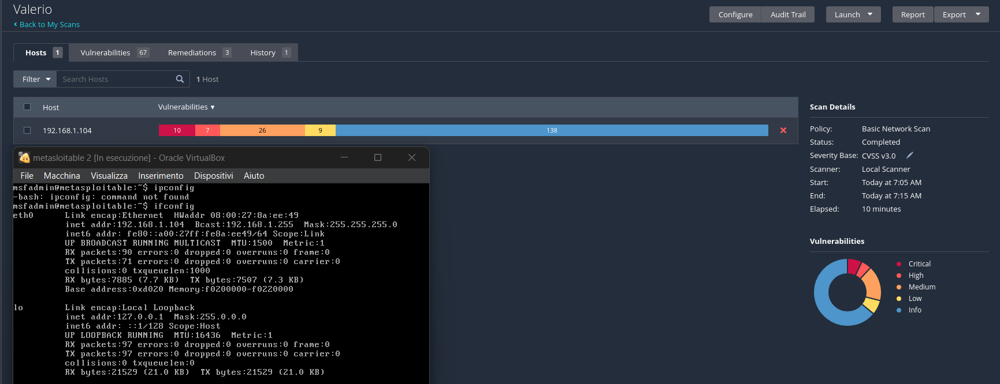 Valerio
Back to My Scans
Configure Audit Trail Launch Report Export
Hosts 1 Vulnerabilities 67 Remediations 3 History 1
Filter Search Hosts 1 Host
Host Vulnerabilities
192.168.1.104 10 7 26 9 138
Scan Details
Policy: Basic Network Scan
Status: Completed
Severity Base: CVSS v3.0
Scanner: Local Scanner
Start: Today at 7:05 AM
End: Today at 7:15 AM
Elapsed: 10 minutes
Vulnerabilities
Critical
High
Medium
Low
Info
metasloitable 2 [In esecuzione] - Oracle VirtualBox
File Macchina Visualizza Inserimento Dispositivi Aiuto
msfadmin@metasploitable:~$ ipconfig
-bash: ipconfig: command not found
msfadmin@metasploitable:~$ ifconfig
eth0 Link encap:Ethernet HWaddr 08:00:27:8a:ee:49
inet addr:192.168.1.104 Bcast:192.168.1.255 Mask:255.255.255.0
inet6 addr: fe80::a00:27ff:fe8a:ee49/64 Scope:Link
UP BROADCAST RUNNING MULTICAST MTU:1500 Metric:1
RX packets:90 errors:0 dropped:0 overruns:0 frame:0
TX packets:71 errors:0 dropped:0 overruns:0 carrier:0
collisions:0 txqueuelen:1000
RX bytes:7885 (7.7 KB) TX bytes:7507 (7.3 KB)
Base address:0xd020 Memory:f0200000-f0220000
lo Link encap:Local Loopback
inet addr:127.0.0.1 Mask:255.0.0.0
inet6 addr: ::1/128 Scope:Host
UP LOOPBACK RUNNING MTU:16436 Metric:1
RX packets:97 errors:0 dropped:0 overruns:0 frame:0
TX packets:97 errors:0 dropped:0 overruns:0 carrier:0
collisions:0 txqueuelen:0
RX bytes:21529 (21.0 KB) TX bytes:21529 (21.0 KB)